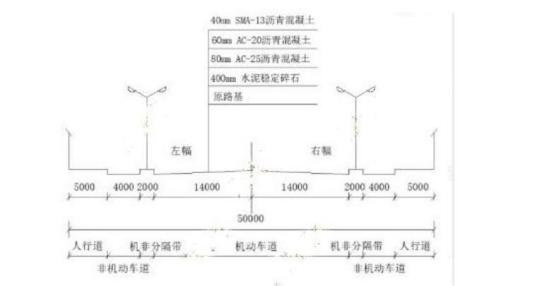 40mm SMA-13沥青混凝土
60mm AC-20沥青混凝土
80mm AC-25沥青混凝土
400mm 水泥稳定碎石
原路基
左幅 右幅
5000 4000 2000 14000 14000 2000 4000 5000
50000
人行道 机非分隔带 机动车道 机非分隔带 人行道
非机动车道 非机动车道